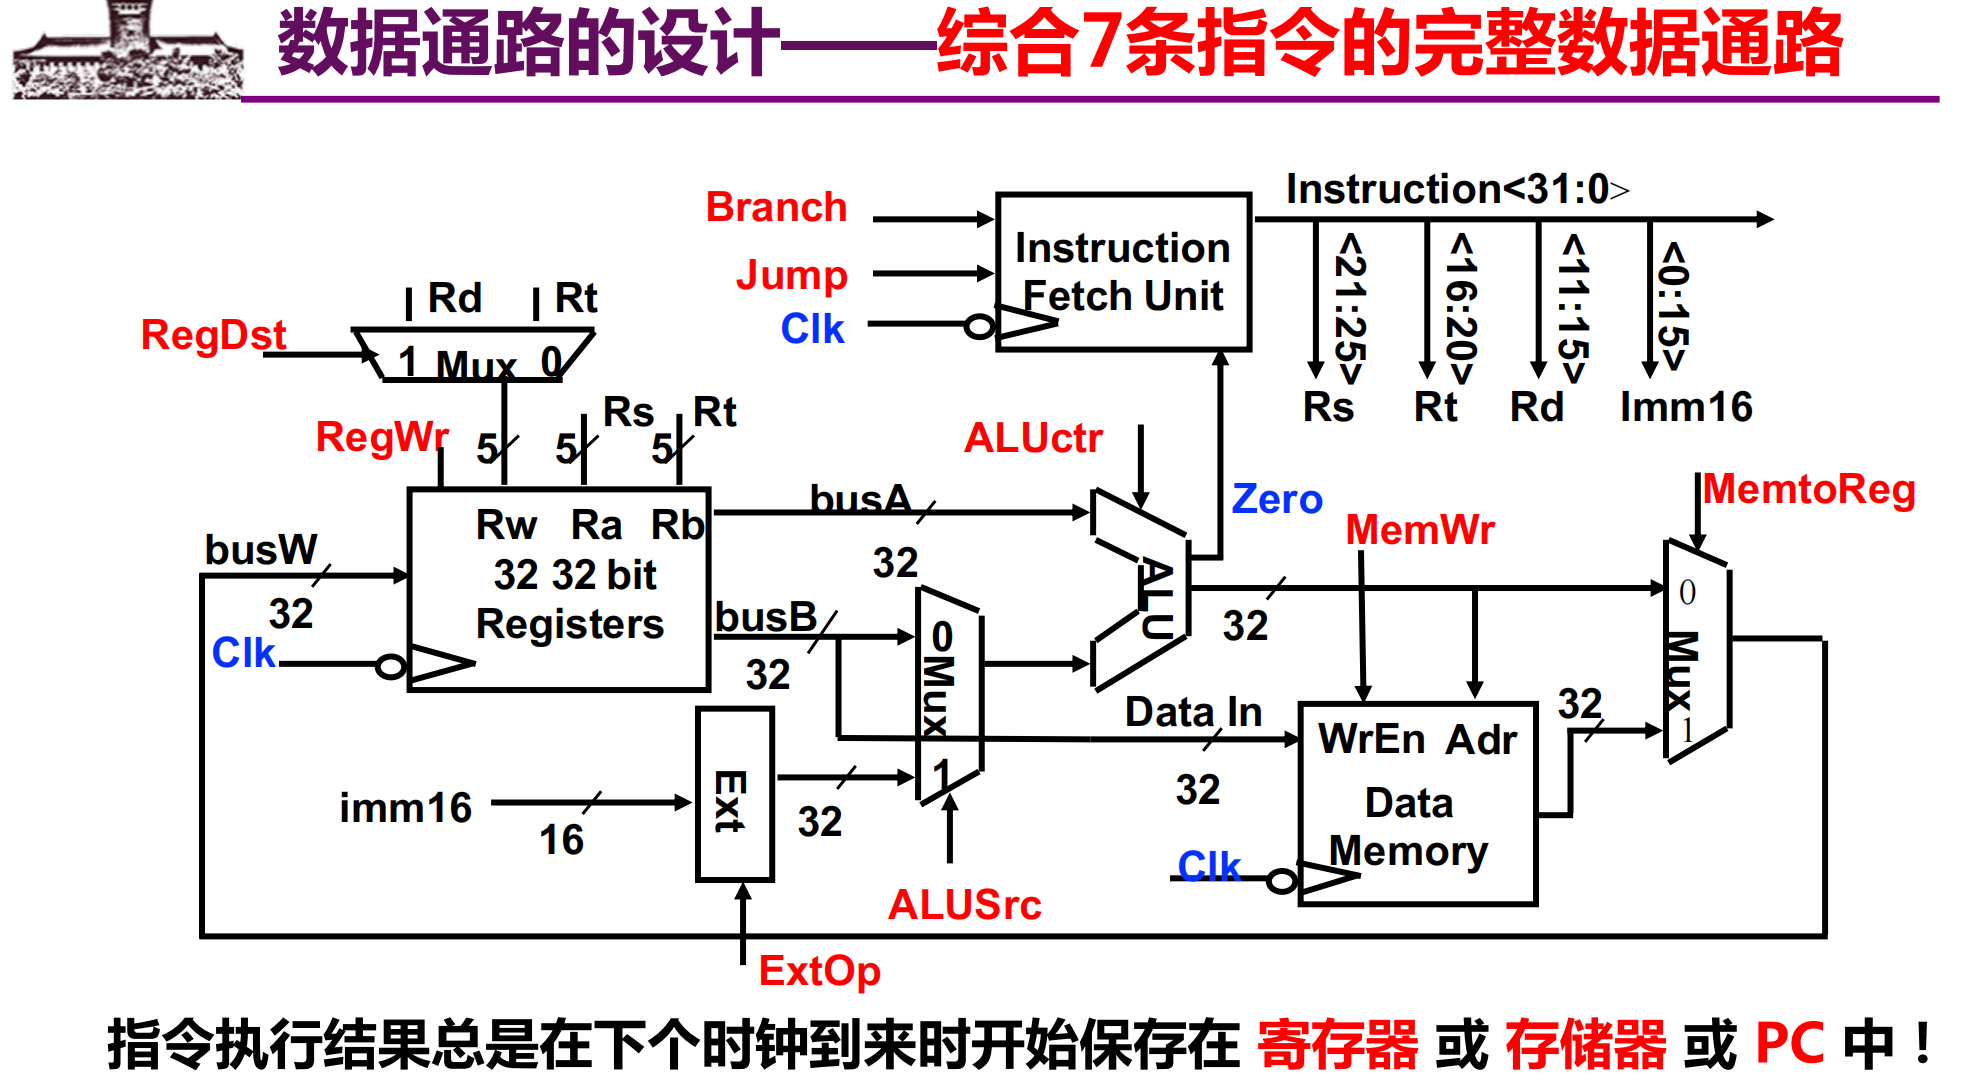 数据通路的设计——综合7条指令的完整数据通路
Instruction<31:0>
Branch
Jump
Clk
Instruction
Fetch Unit
<21:25>
<16:20>
<11:15>
<0:15>
Rs
Rt
Rd
Imm16
Rd
Rt
RegDst
1 Mux 0
RegWr
5
5
5
Rs
Rt
ALUctr
Zero
MemWr
MemtoReg
busW
32
Clk
Rw Ra Rb
32 32 bit
Registers
busA
32
busB
32
0
Mux
1
ALU
32
Data In
32
WrEn Adr
Data
Memory
Clk
32
0
Mux
1
imm16
16
Ext
32
ALUSrc
ExtOp
指令执行结果总是在下个时钟到来时开始保存在 寄存器 或 存储器 或 PC 中！